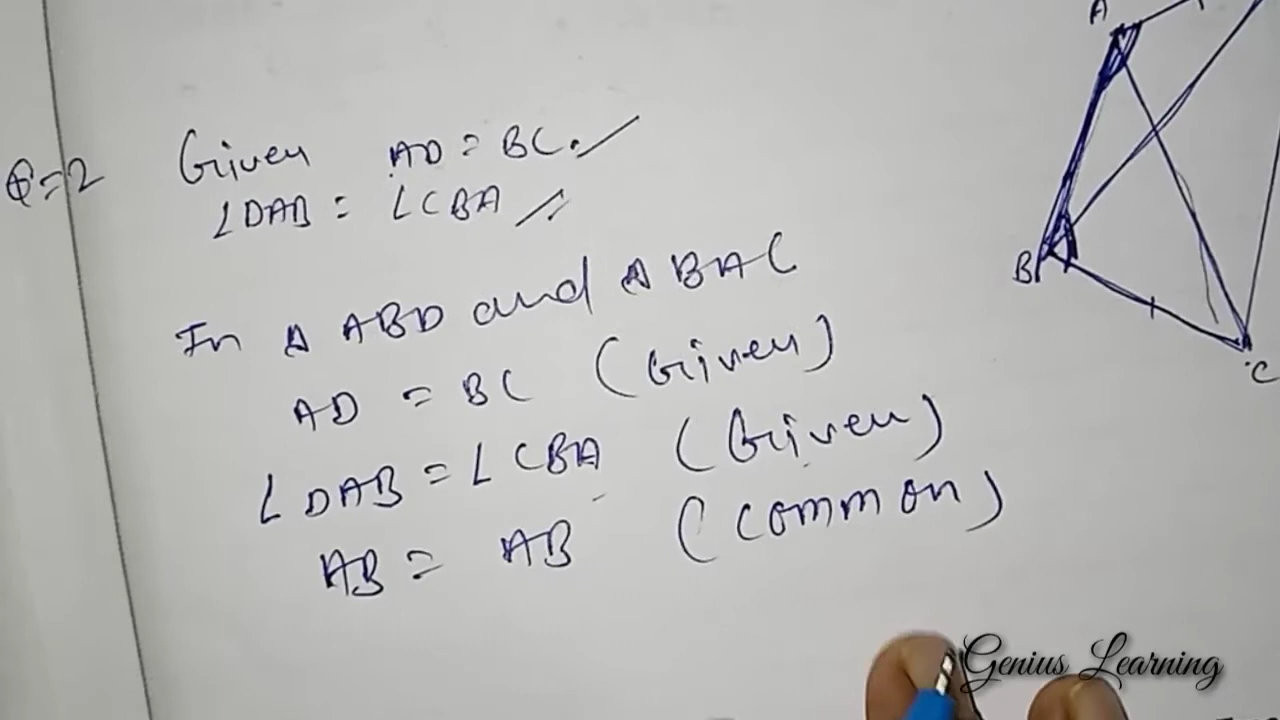 Q=2 Given AD = BC.
∠DAB = ∠CBA
In Δ ABD and Δ BAC
AD = BC (Given)
∠DAB = ∠CBA (Given)
AB = AB (Common)
A
B
C
Genius Learning